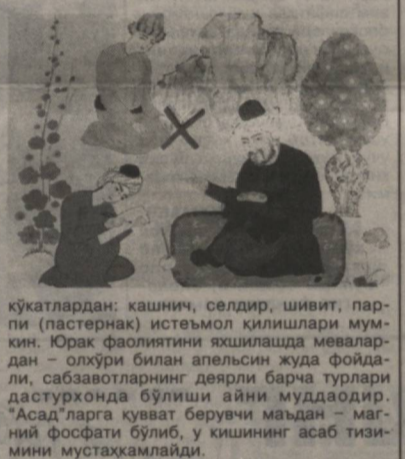 кўкатлардан: кашнич, селдир, шивит, пар-
пи (пастернак) истеъмол қилишлари мум-
кин. Юрак фаолиятини яхшилашда мевалар-
дан – олхўри билан апельсин жуда фойда-
ли, сабзавотларнинг деярли барча турлари
дастурхонда бўлиши айни муддаодир.
"Асад"ларга қувват берувчи маъдан – маг-
ний фосфати бўлиб, у кишининг асаб тизи-
мини мустаҳкамлайди.